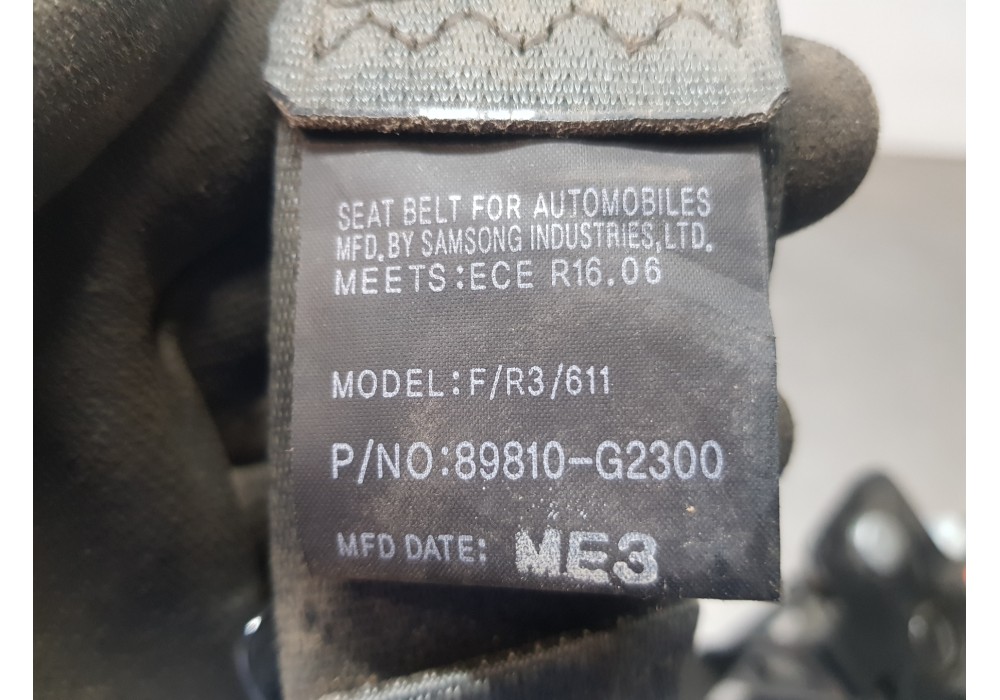 SEAT BELT FOR AUTOMOBILES
MFD.BY SAMSONG INDUSTRIES,LTD.
MEETS:ECE R16.06
MODEL:F/R3/611
P/NO:89810-G2300
MFD DATE: ME3